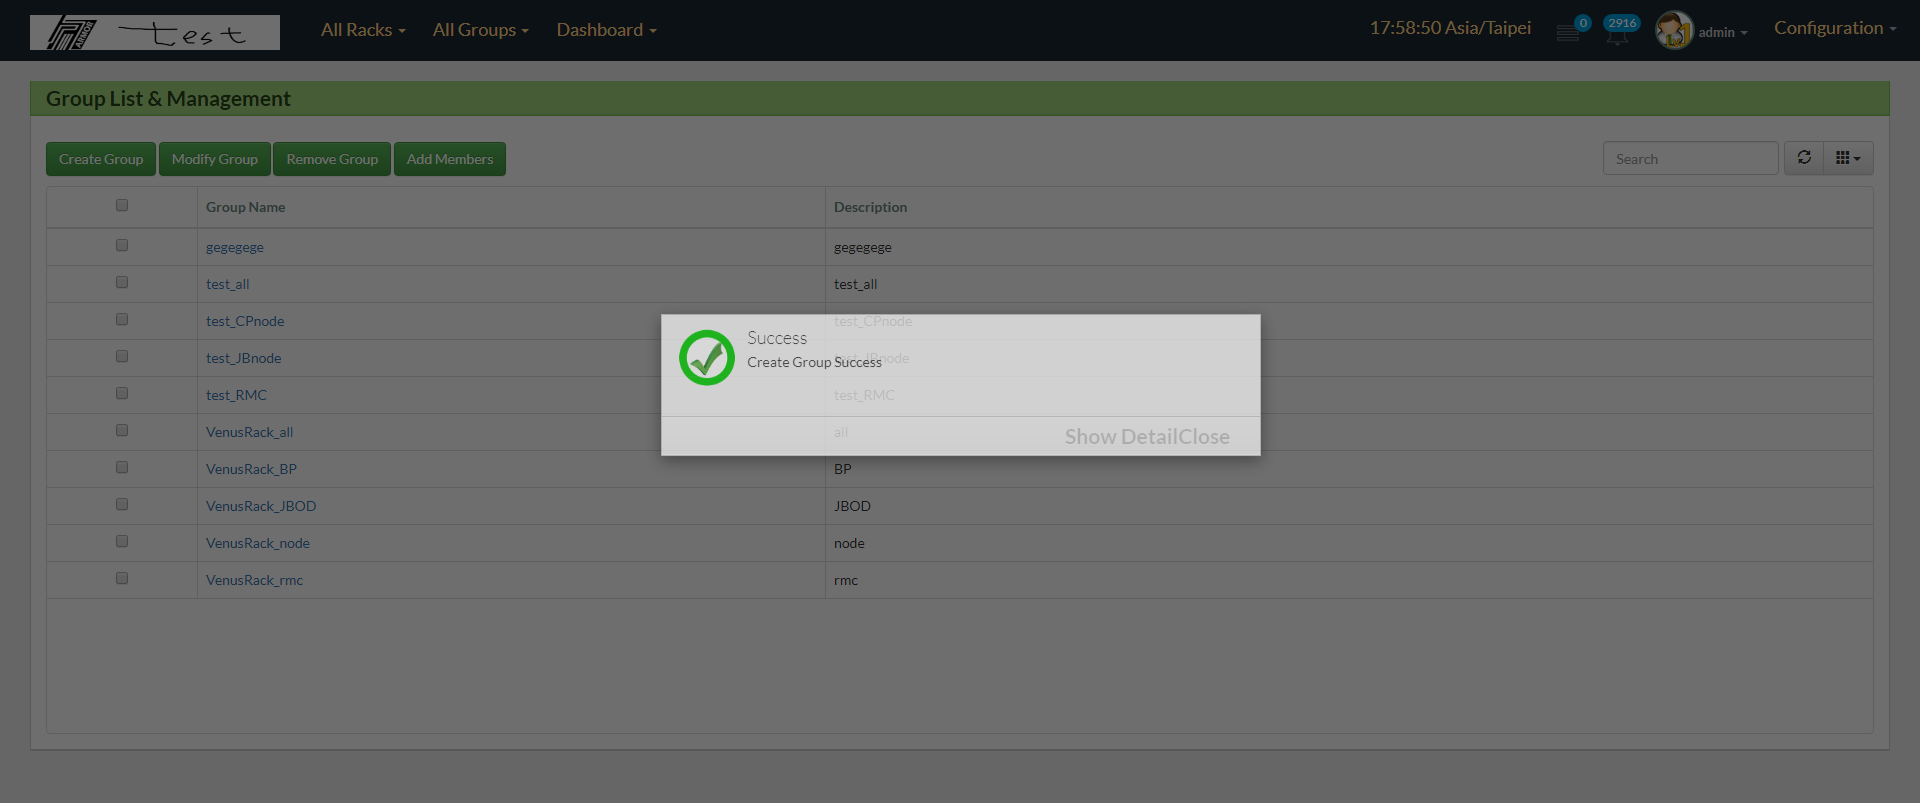 ARMOR test All Racks All Groups Dashboard 17:58:50 Asia/Taipei 0 2916 admin Configuration
Group List & Management
Create Group Modify Group Remove Group Add Members Search
Group Name Description
gegegege gegegege
test_all test_all
test_CPnode test_CPnode
Success
test_JBnode test_JBnode
Create Group Success
test_RMC test_RMC
VenusRack_all all
Show DetailClose
VenusRack_BP BP
VenusRack_JBOD JBOD
VenusRack_node node
VenusRack_rmc rmc